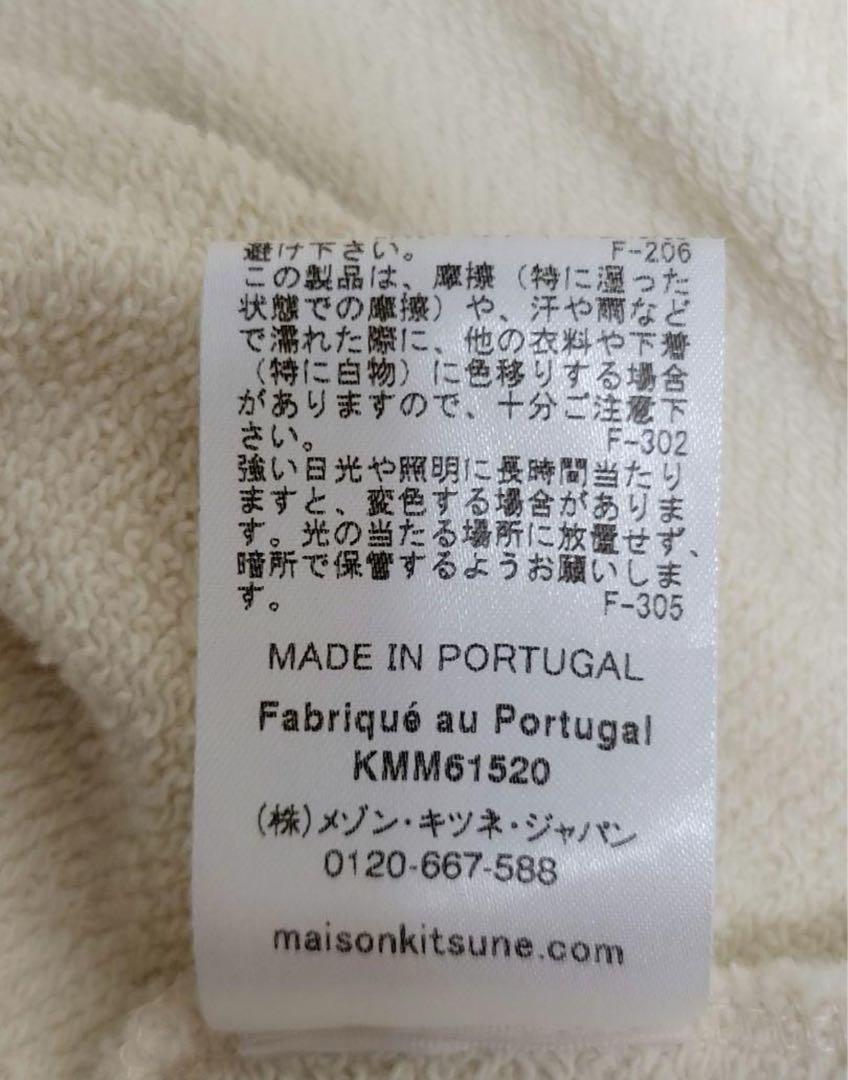 避け下さい。 F-206
この製品は、摩擦（特に湿った
状態での摩擦）や、汗や雨など
で濡れた際に、他の衣料や下着
（特に白物）に色移りする場合
がありますので、十分ご注意下
さい。 F-302
強い日光や照明に長時間当たり
ますと、変色する場合がありま
す。光の当たる場所に放置せず、
暗所で保管するようお願いしま
す。 F-305
MADE IN PORTUGAL
Fabriqué au Portugal
KMM61520
（株）メゾン・キツネ・ジャパン
0120-667-588
maisonkitsune.com